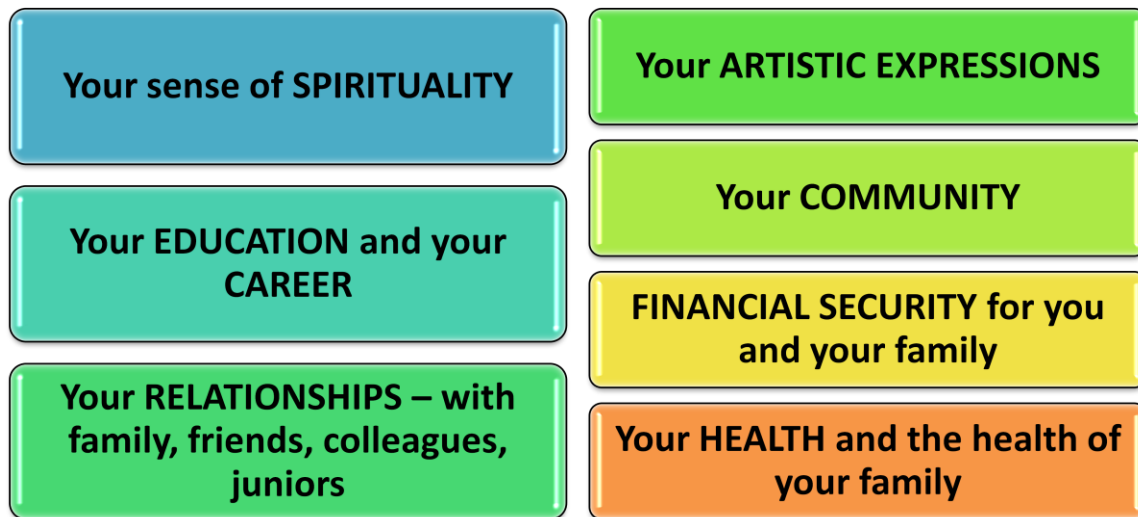 Your sense of SPIRITUALITY
Your EDUCATION and your
CAREER
Your RELATIONSHIPS – with
family, friends, colleagues,
juniors
Your ARTISTIC EXPRESSIONS
Your COMMUNITY
FINANCIAL SECURITY for you
and your family
Your HEALTH and the health of
your family